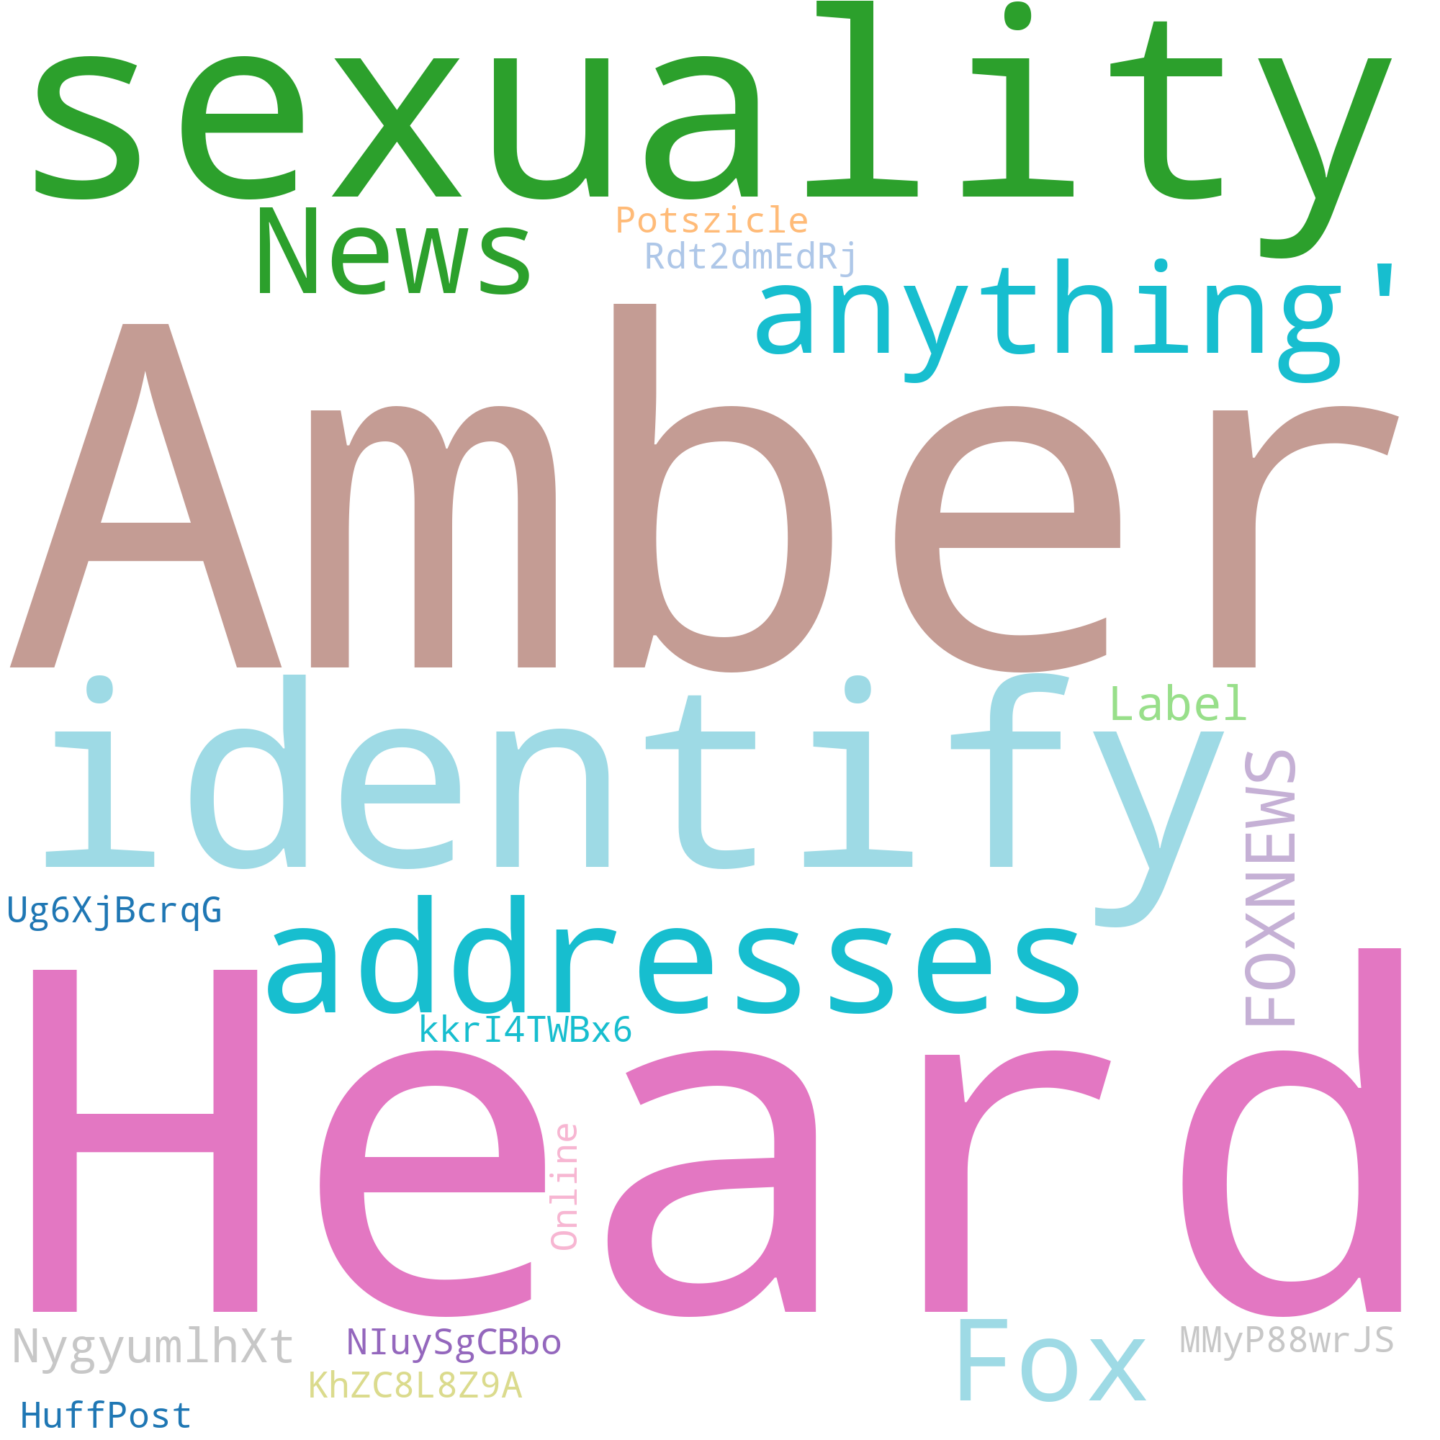 sexuality
News
Potszicle
Rdt2dmEdRj
anything'
Amber
identify
Label
FOXNEWS
Ug6XjBcrqG
addresses
kkrI4TWBx6
Heard
Online
NygyumlhXt
NIuySgCBbo
Fox
MMyP88wrJS
KhZC8L8Z9A
HuffPost